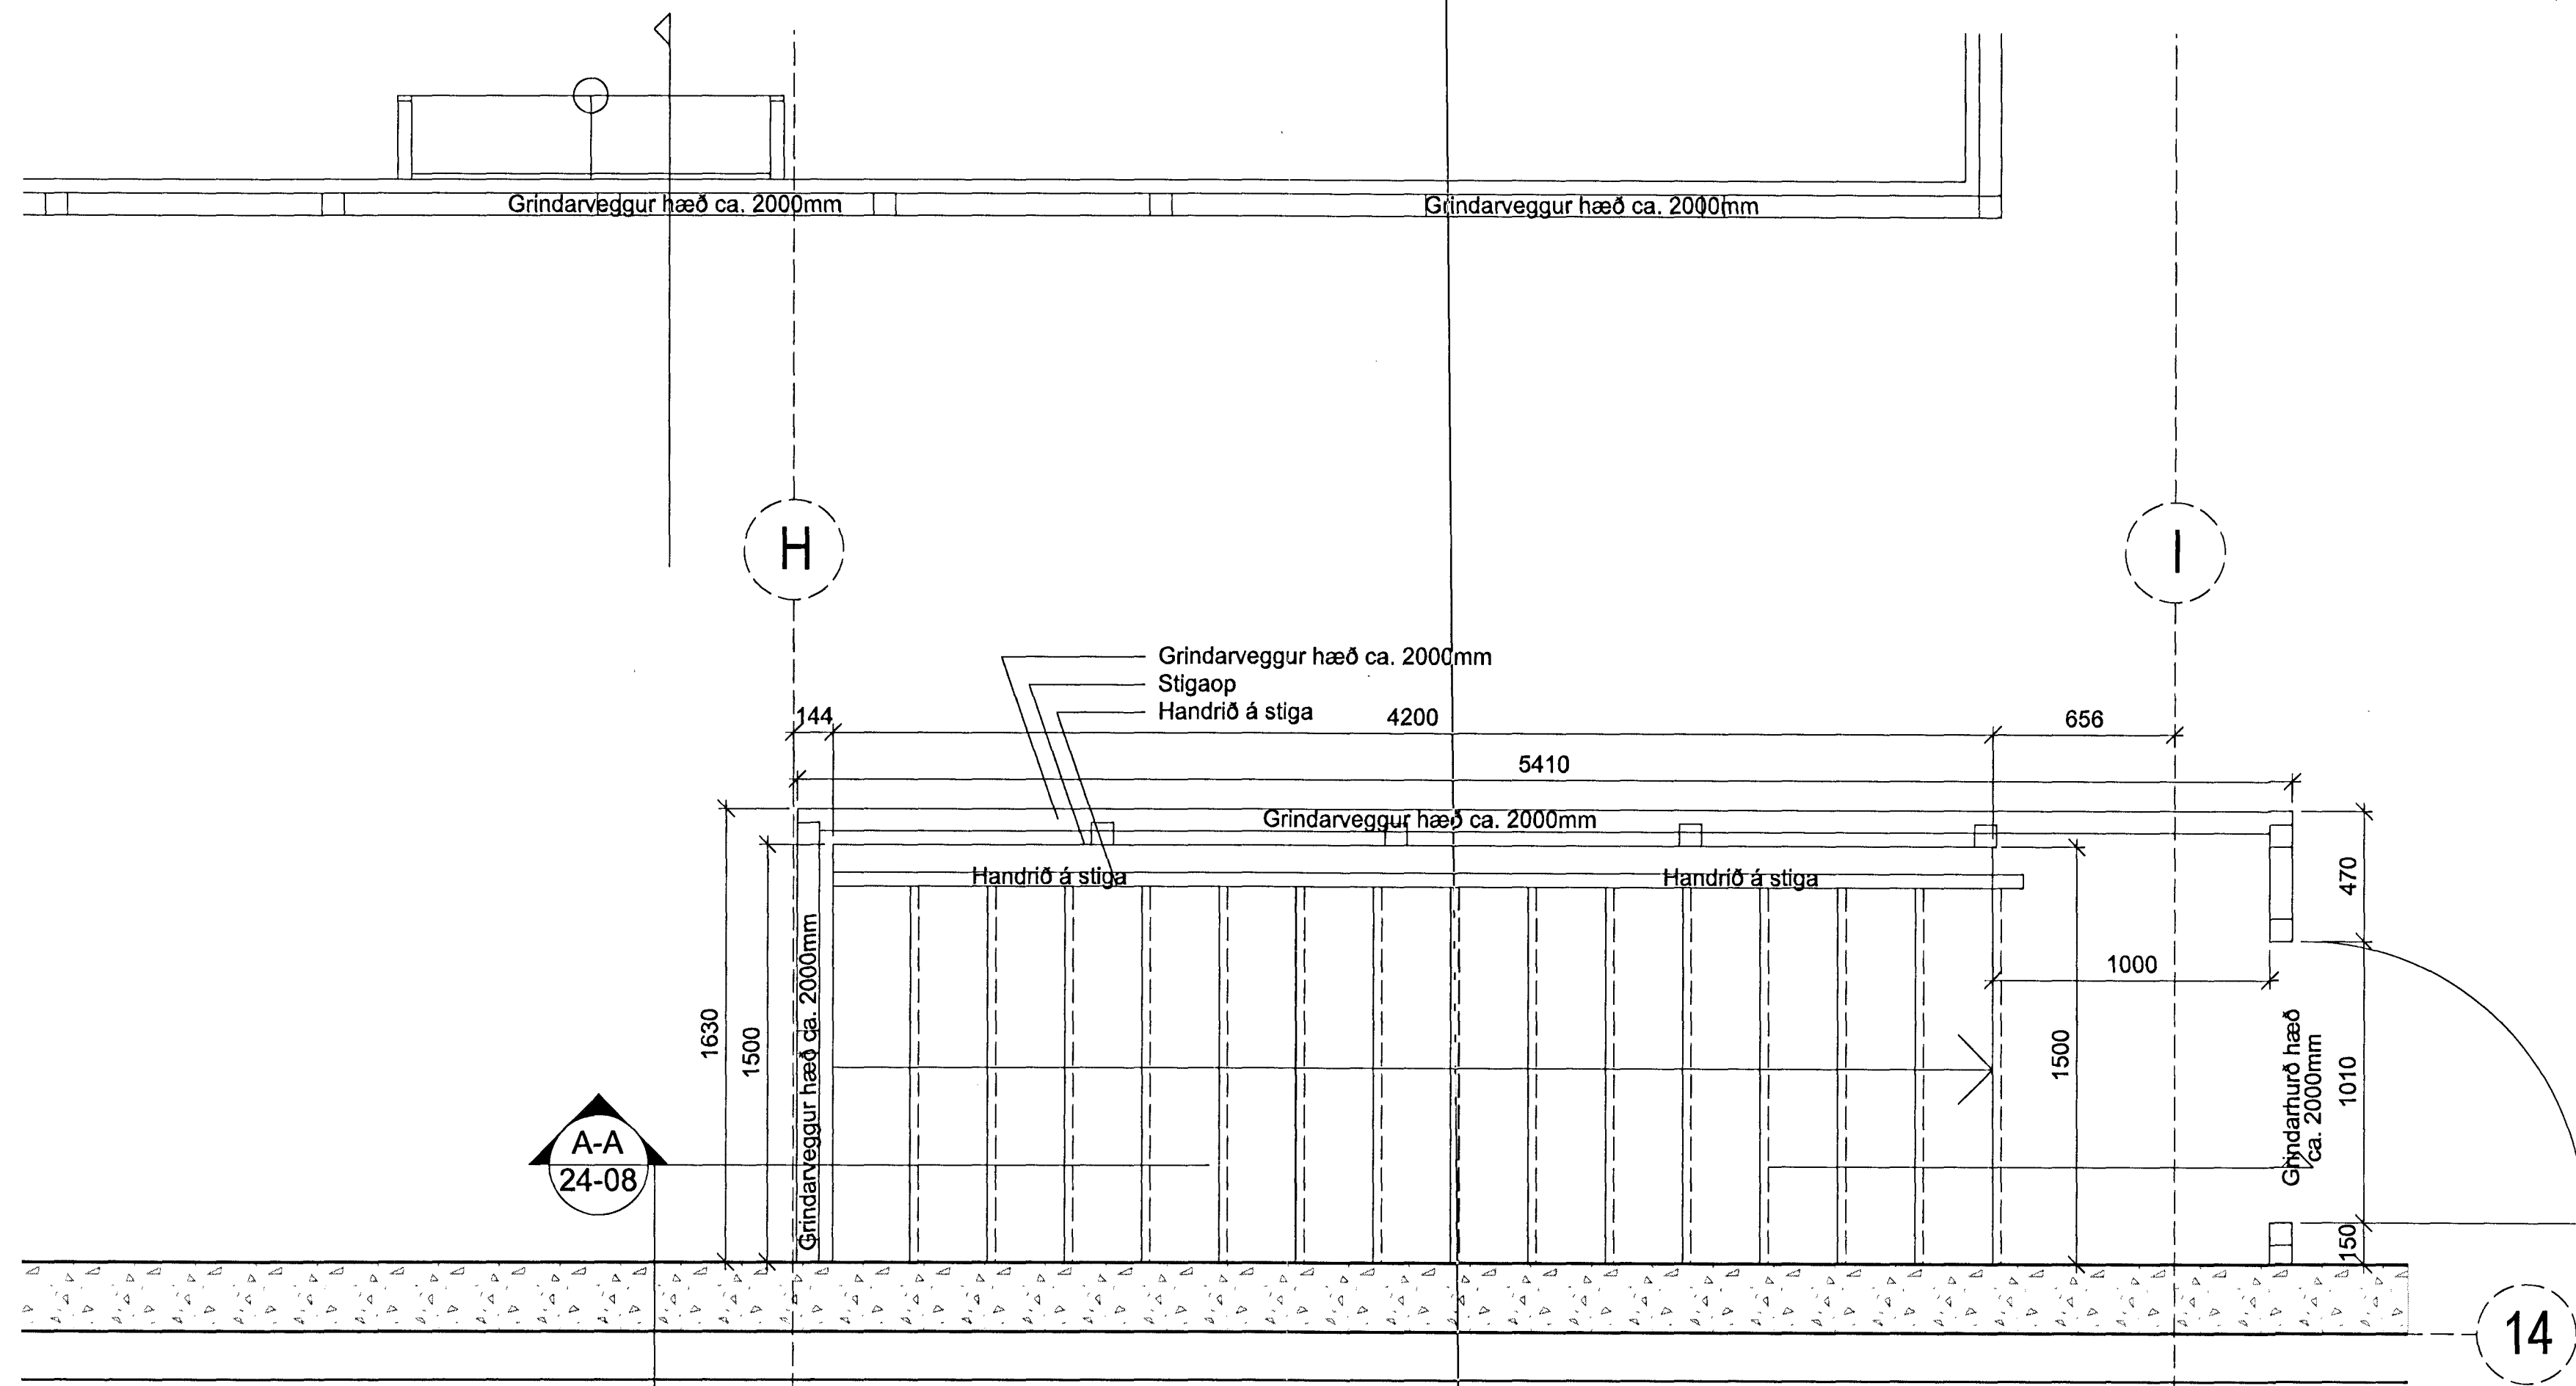 Grindarveggur hæð ca. 2000mm
Grindarveggur hæð ca. 2000mm
H
I
Grindarveggur hæð ca. 2000mm
Stigaop
Handrið á stiga
144
4200
656
5410
Grindarveggur hæð ca. 2000mm
Handrið á stiga
Handrið á stiga
470
1000
Grindarveggur hæð ca. 2000mm
1630
1500
1500
Grindarhurð hæð
ca. 2000mm
1010
A-A
24-08
150
14